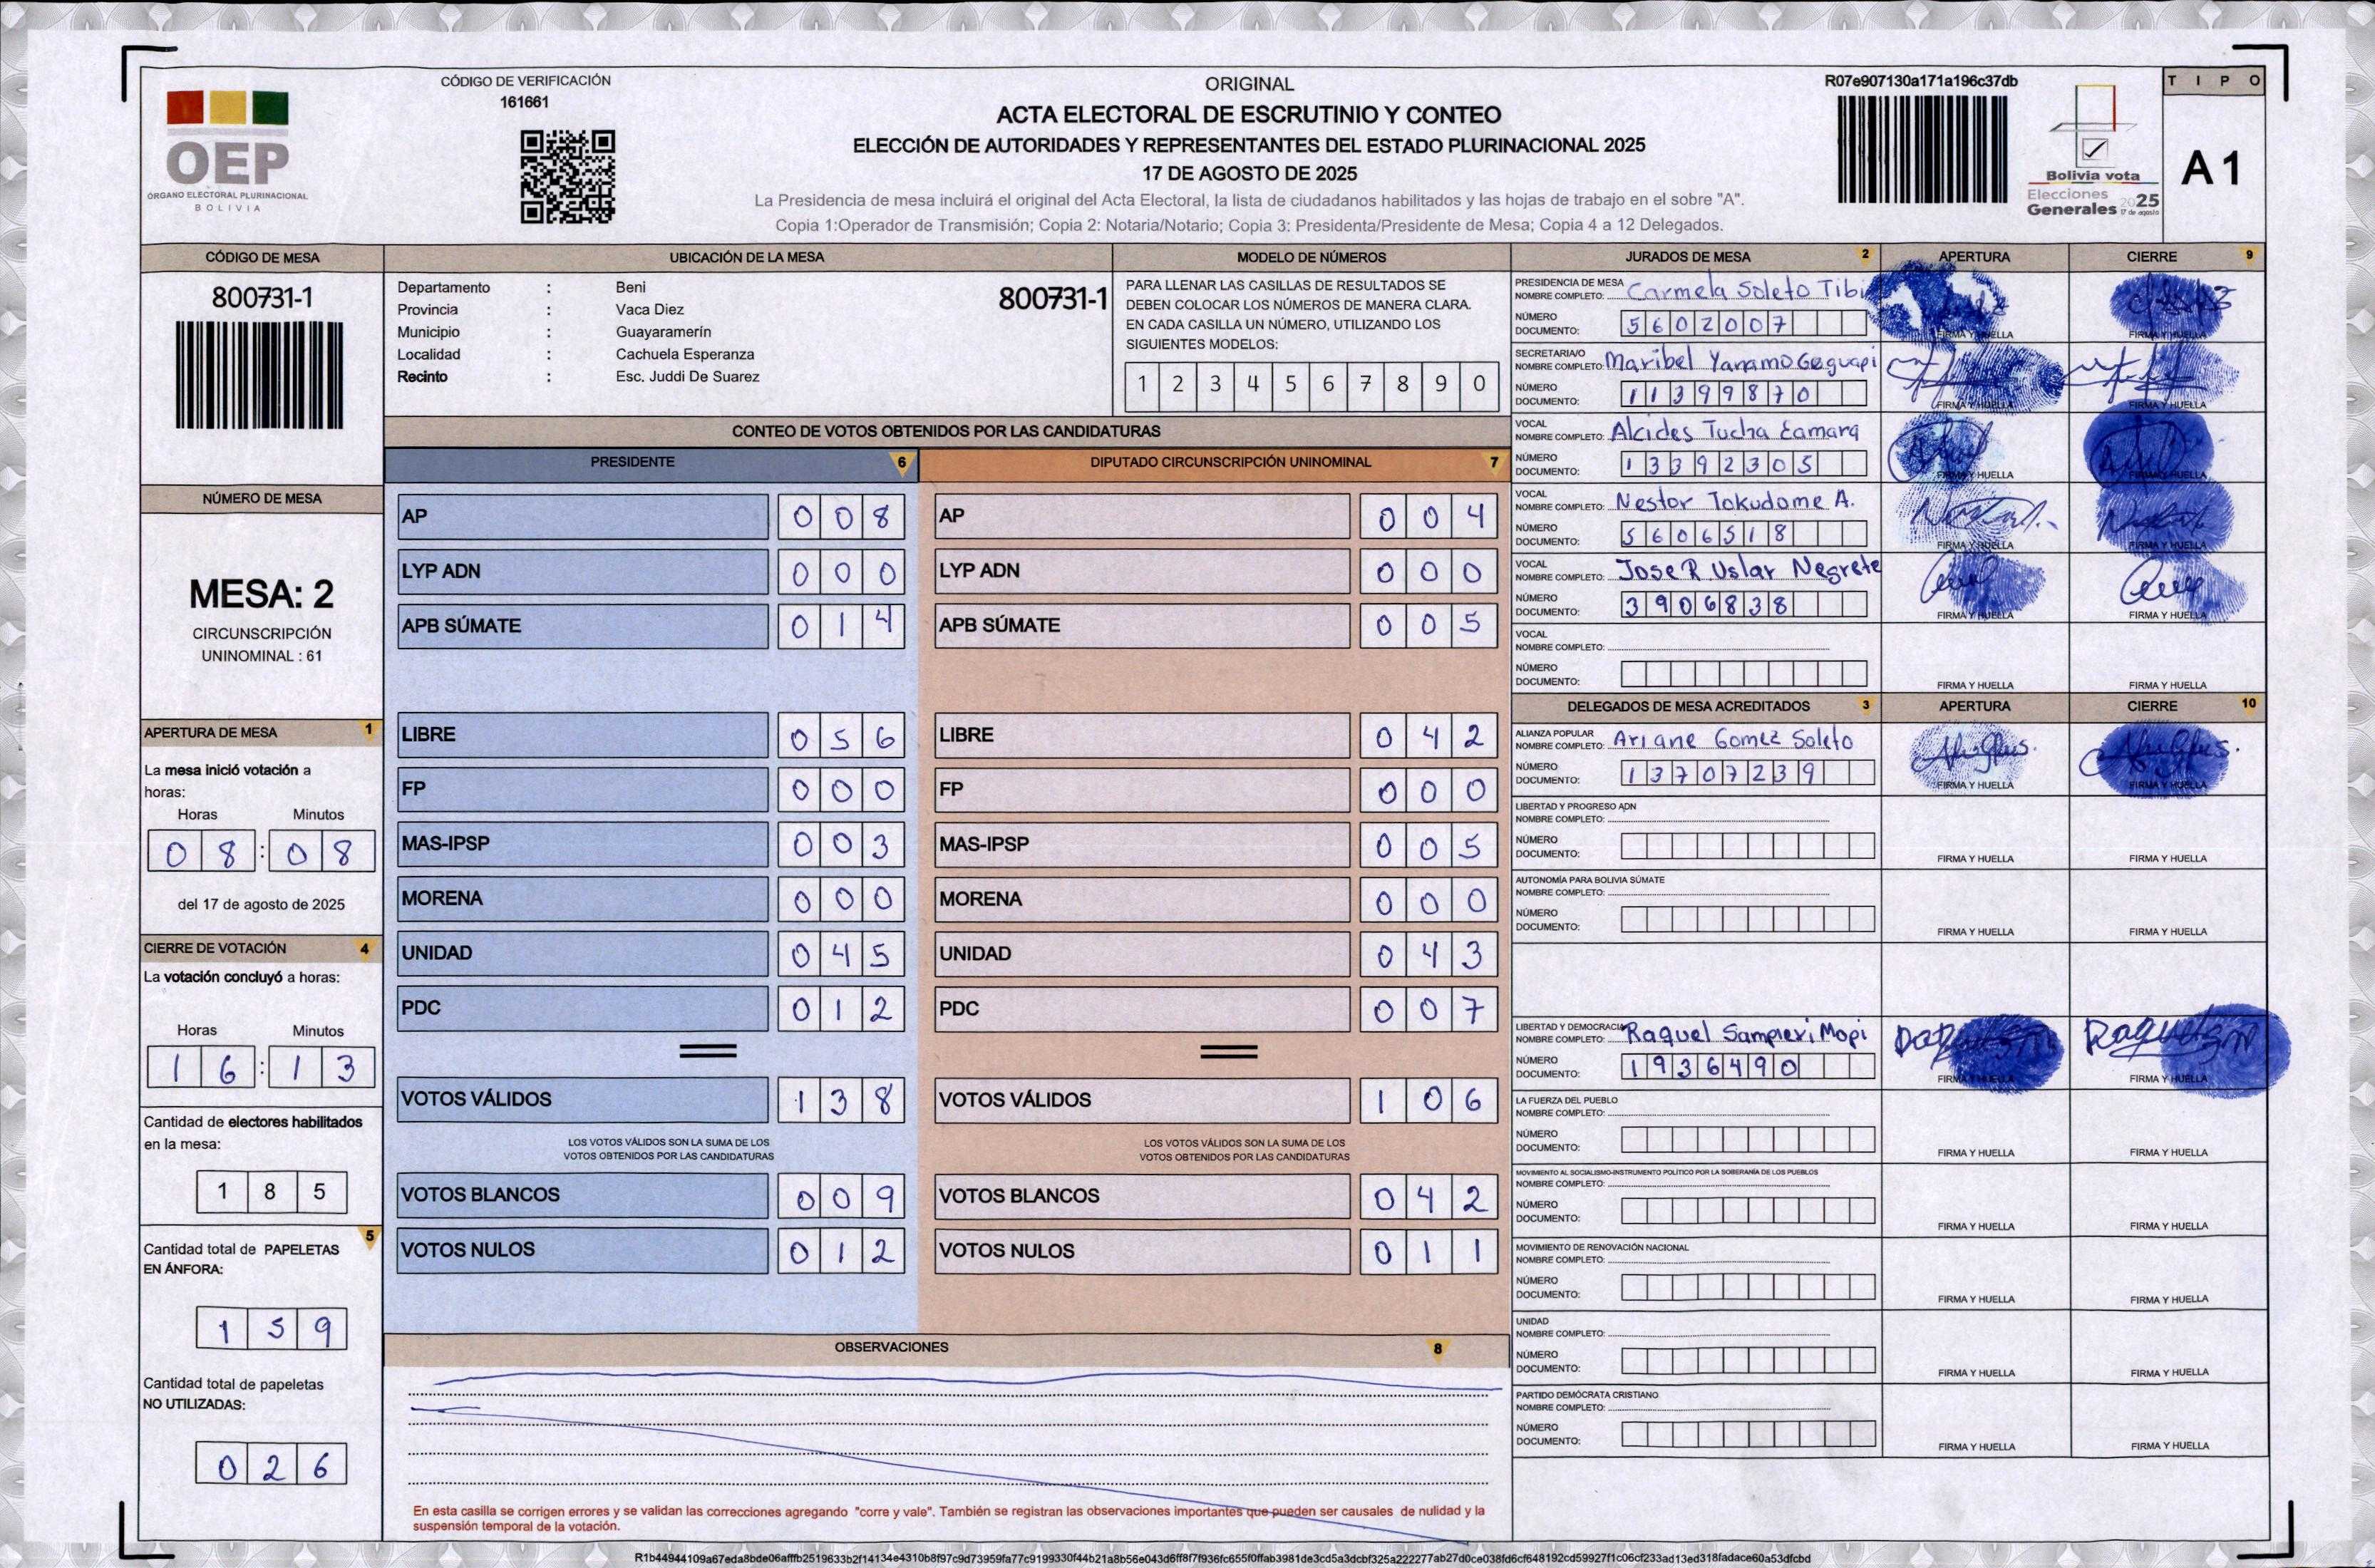 CÓDIGO DE VERIFICACIÓN
161661
OEP
ÓRGANO ELECTORAL PLURINACIONAL
BOLIVIA
ORIGINAL
ACTA ELECTORAL DE ESCRUTINIO Y CONTEO
ELECCIÓN DE AUTORIDADES Y REPRESENTANTES DEL ESTADO PLURINACIONAL 2025
17 DE AGOSTO DE 2025
La Presidencia de mesa incluirá el original del Acta Electoral, la lista de ciudadanos habilitados y las hojas de trabajo en el sobre "A".
Copia 1:Operador de Transmisión; Copia 2: Notaria/Notario; Copia 3: Presidenta/Presidente de Mesa; Copia 4 a 12 Delegados.
R07e907130a171a196c37db
Bolivia vota
Elecciones
Generales 2025
17 de agosto
TIPO
A1
CÓDIGO DE MESA
800731-1
NÚMERO DE MESA
MESA: 2
CIRCUNSCRIPCIÓN
UNINOMINAL : 61
APERTURA DE MESA 1
La mesa inició votación a
horas:
Horas Minutos
08 : 08
del 17 de agosto de 2025
CIERRE DE VOTACIÓN 4
La votación concluyó a horas:
Horas Minutos
16 : 13
Cantidad de electores habilitados
en la mesa:
185
5
Cantidad total de PAPELETAS
EN ÁNFORA:
159
Cantidad total de papeletas
NO UTILIZADAS:
026
UBICACIÓN DE LA MESA
Departamento : Beni
800731-1
Provincia : Vaca Diez
Municipio : Guayaramerín
Localidad : Cachuela Esperanza
Recinto : Esc. Juddi De Suarez
MODELO DE NÚMEROS
PARA LLENAR LAS CASILLAS DE RESULTADOS SE
DEBEN COLOCAR LOS NÚMEROS DE MANERA CLARA.
EN CADA CASILLA UN NÚMERO, UTILIZANDO LOS
SIGUIENTES MODELOS:
1 2 3 4 5 6 7 8 9 0
CONTEO DE VOTOS OBTENIDOS POR LAS CANDIDATURAS
PRESIDENTE 6
AP 008
LYP ADN 000
APB SÚMATE 014
LIBRE 056
FP 000
MAS-IPSP 003
MORENA 000
UNIDAD 045
PDC 012
VOTOS VÁLIDOS 138
LOS VOTOS VÁLIDOS SON LA SUMA DE LOS
VOTOS OBTENIDOS POR LAS CANDIDATURAS
VOTOS BLANCOS 009
VOTOS NULOS 012
DIPUTADO CIRCUNSCRIPCIÓN UNINOMINAL 7
AP 004
LYP ADN 000
APB SÚMATE 005
LIBRE 042
FP 000
MAS-IPSP 005
MORENA 000
UNIDAD 043
PDC 007
VOTOS VÁLIDOS 106
LOS VOTOS VÁLIDOS SON LA SUMA DE LOS
VOTOS OBTENIDOS POR LAS CANDIDATURAS
VOTOS BLANCOS 042
VOTOS NULOS 011
OBSERVACIONES 8
En esta casilla se corrigen errores y se validan las correcciones agregando "corre y vale". También se registran las observaciones importantes que pueden ser causales de nulidad y la
suspensión temporal de la votación.
JURADOS DE MESA 2 APERTURA CIERRE 9
PRESIDENCIA DE MESA
NOMBRE COMPLETO: Carmela Soleto Tibi
NÚMERO
DOCUMENTO: 5602007
FIRMA Y HUELLA FIRMA Y HUELLA
SECRETARIA/O
NOMBRE COMPLETO: Maribel
NÚMERO
DOCUMENTO: 11399870
FIRMA Y HUELLA FIRMA Y HUELLA
VOCAL
NOMBRE COMPLETO: Alcides Tucha
NÚMERO
DOCUMENTO: 13392305
FIRMA Y HUELLA FIRMA Y HUELLA
VOCAL
NOMBRE COMPLETO: Nestor Tokudome A.
NÚMERO
DOCUMENTO: 5606518
FIRMA Y HUELLA FIRMA Y HUELLA
VOCAL
NOMBRE COMPLETO: Jose R Uslar Negrete
NÚMERO
DOCUMENTO: 3906838
FIRMA Y HUELLA FIRMA Y HUELLA
VOCAL
NOMBRE COMPLETO:
NÚMERO
DOCUMENTO:
FIRMA Y HUELLA FIRMA Y HUELLA
DELEGADOS DE MESA ACREDITADOS 3 APERTURA CIERRE 10
ALIANZA POPULAR
NOMBRE COMPLETO: Ariane Gomez Soleto
NÚMERO
DOCUMENTO: 13707239
FIRMA Y HUELLA FIRMA Y HUELLA
LIBERTAD Y PROGRESO ADN
NOMBRE COMPLETO:
NÚMERO
DOCUMENTO:
FIRMA Y HUELLA FIRMA Y HUELLA
AUTONOMÍA PARA BOLIVIA SÚMATE
NOMBRE COMPLETO:
NÚMERO
DOCUMENTO:
FIRMA Y HUELLA FIRMA Y HUELLA
LIBERTAD Y DEMOCRACIA
NOMBRE COMPLETO: Raquel Mopi
NÚMERO
DOCUMENTO: 1936490
FIRMA Y HUELLA FIRMA Y HUELLA
LA FUERZA DEL PUEBLO
NOMBRE COMPLETO:
NÚMERO
DOCUMENTO:
FIRMA Y HUELLA FIRMA Y HUELLA
MOVIMIENTO AL SOCIALISMO-INSTRUMENTO POLÍTICO POR LA SOBERANÍA DE LOS PUEBLOS
NOMBRE COMPLETO:
NÚMERO
DOCUMENTO:
FIRMA Y HUELLA FIRMA Y HUELLA
MOVIMIENTO DE RENOVACIÓN NACIONAL
NOMBRE COMPLETO:
NÚMERO
DOCUMENTO:
FIRMA Y HUELLA FIRMA Y HUELLA
UNIDAD
NOMBRE COMPLETO:
NÚMERO
DOCUMENTO:
FIRMA Y HUELLA FIRMA Y HUELLA
PARTIDO DEMÓCRATA CRISTIANO
NOMBRE COMPLETO:
NÚMERO
DOCUMENTO:
FIRMA Y HUELLA FIRMA Y HUELLA